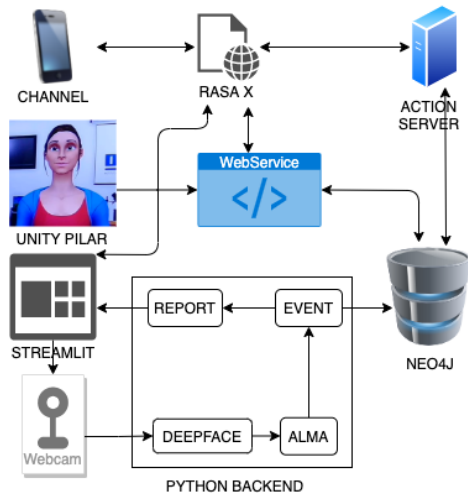 CHANNEL
RASA X
ACTION
SERVER
WebService
</>
UNITY PILAR
REPORT
EVENT
STREAMLIT
NEO4J
Webcam
DEEPFACE
ALMA
PYTHON BACKEND